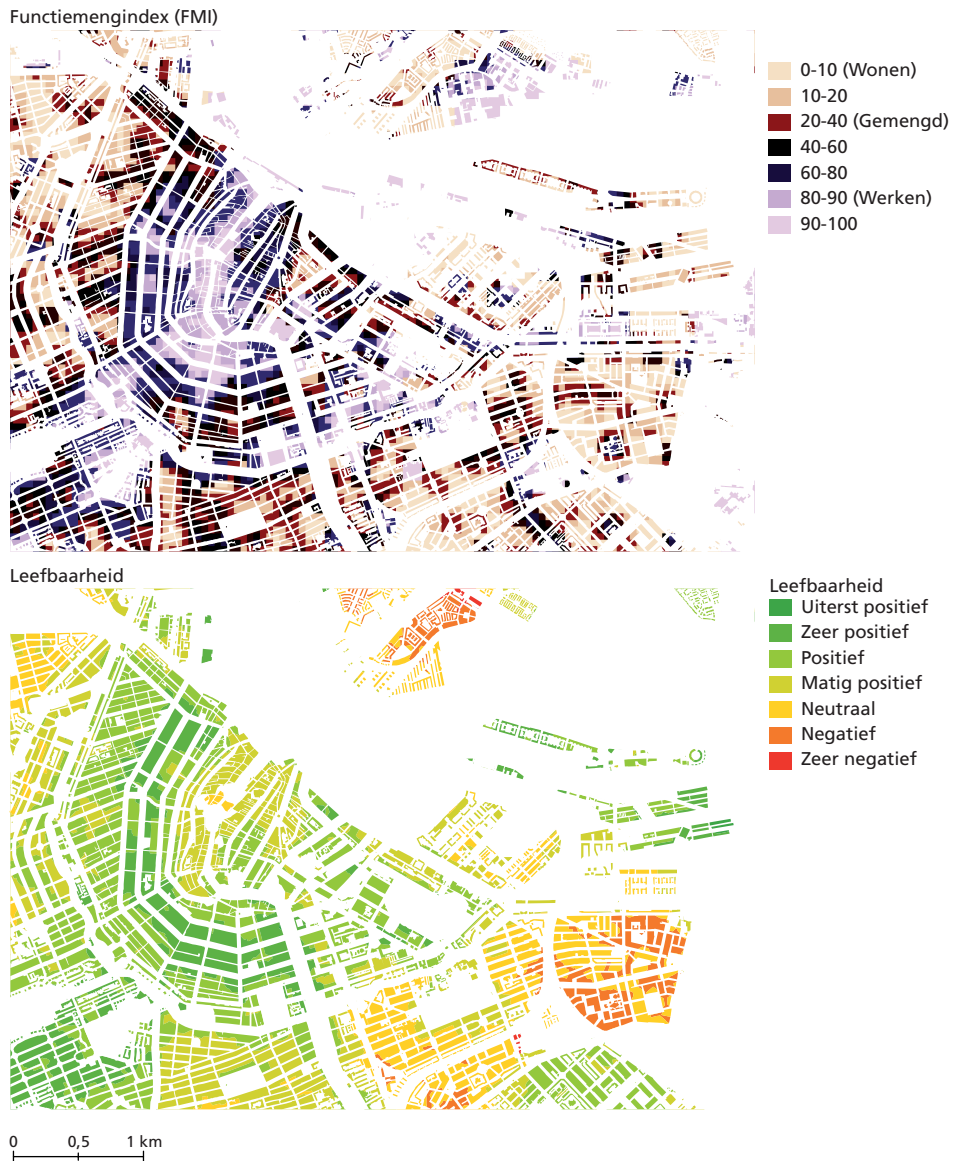 Functiemengindex (FMI)
0-10 (Wonen)
10-20
20-40 (Gemengd)
40-60
60-80
80-90 (Werken)
90-100
Leefbaarheid
Leefbaarheid
Uiterst positief
Zeer positief
Positief
Matig positief
Neutraal
Negatief
Zeer negatief
0 0,5 1 km